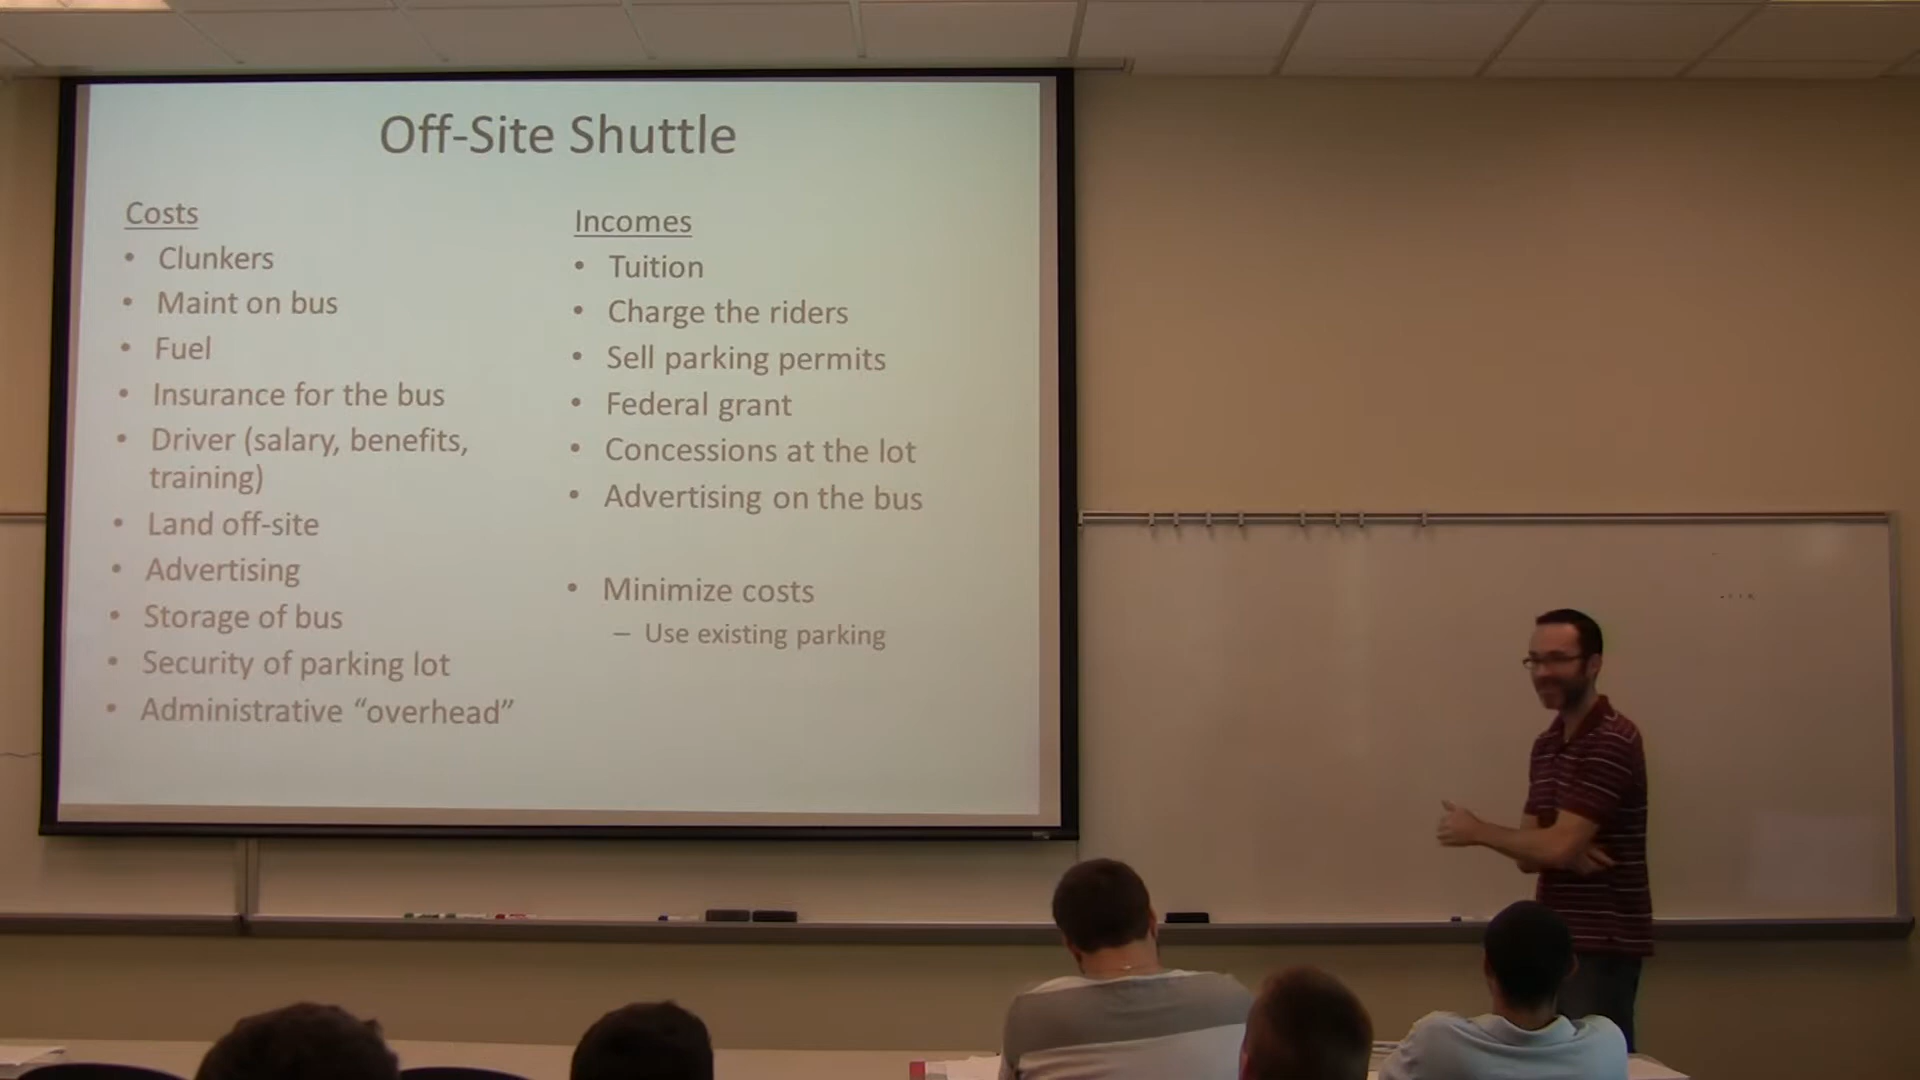 Off-Site Shuttle
Costs
• Clunkers
• Maint on bus
• Fuel
• Insurance for the bus
• Driver (salary, benefits,
training)
• Land off-site
• Advertising
• Storage of bus
• Security of parking lot
• Administrative “overhead”
Incomes
• Tuition
• Charge the riders
• Sell parking permits
• Federal grant
• Concessions at the lot
• Advertising on the bus
• Minimize costs
– Use existing parking